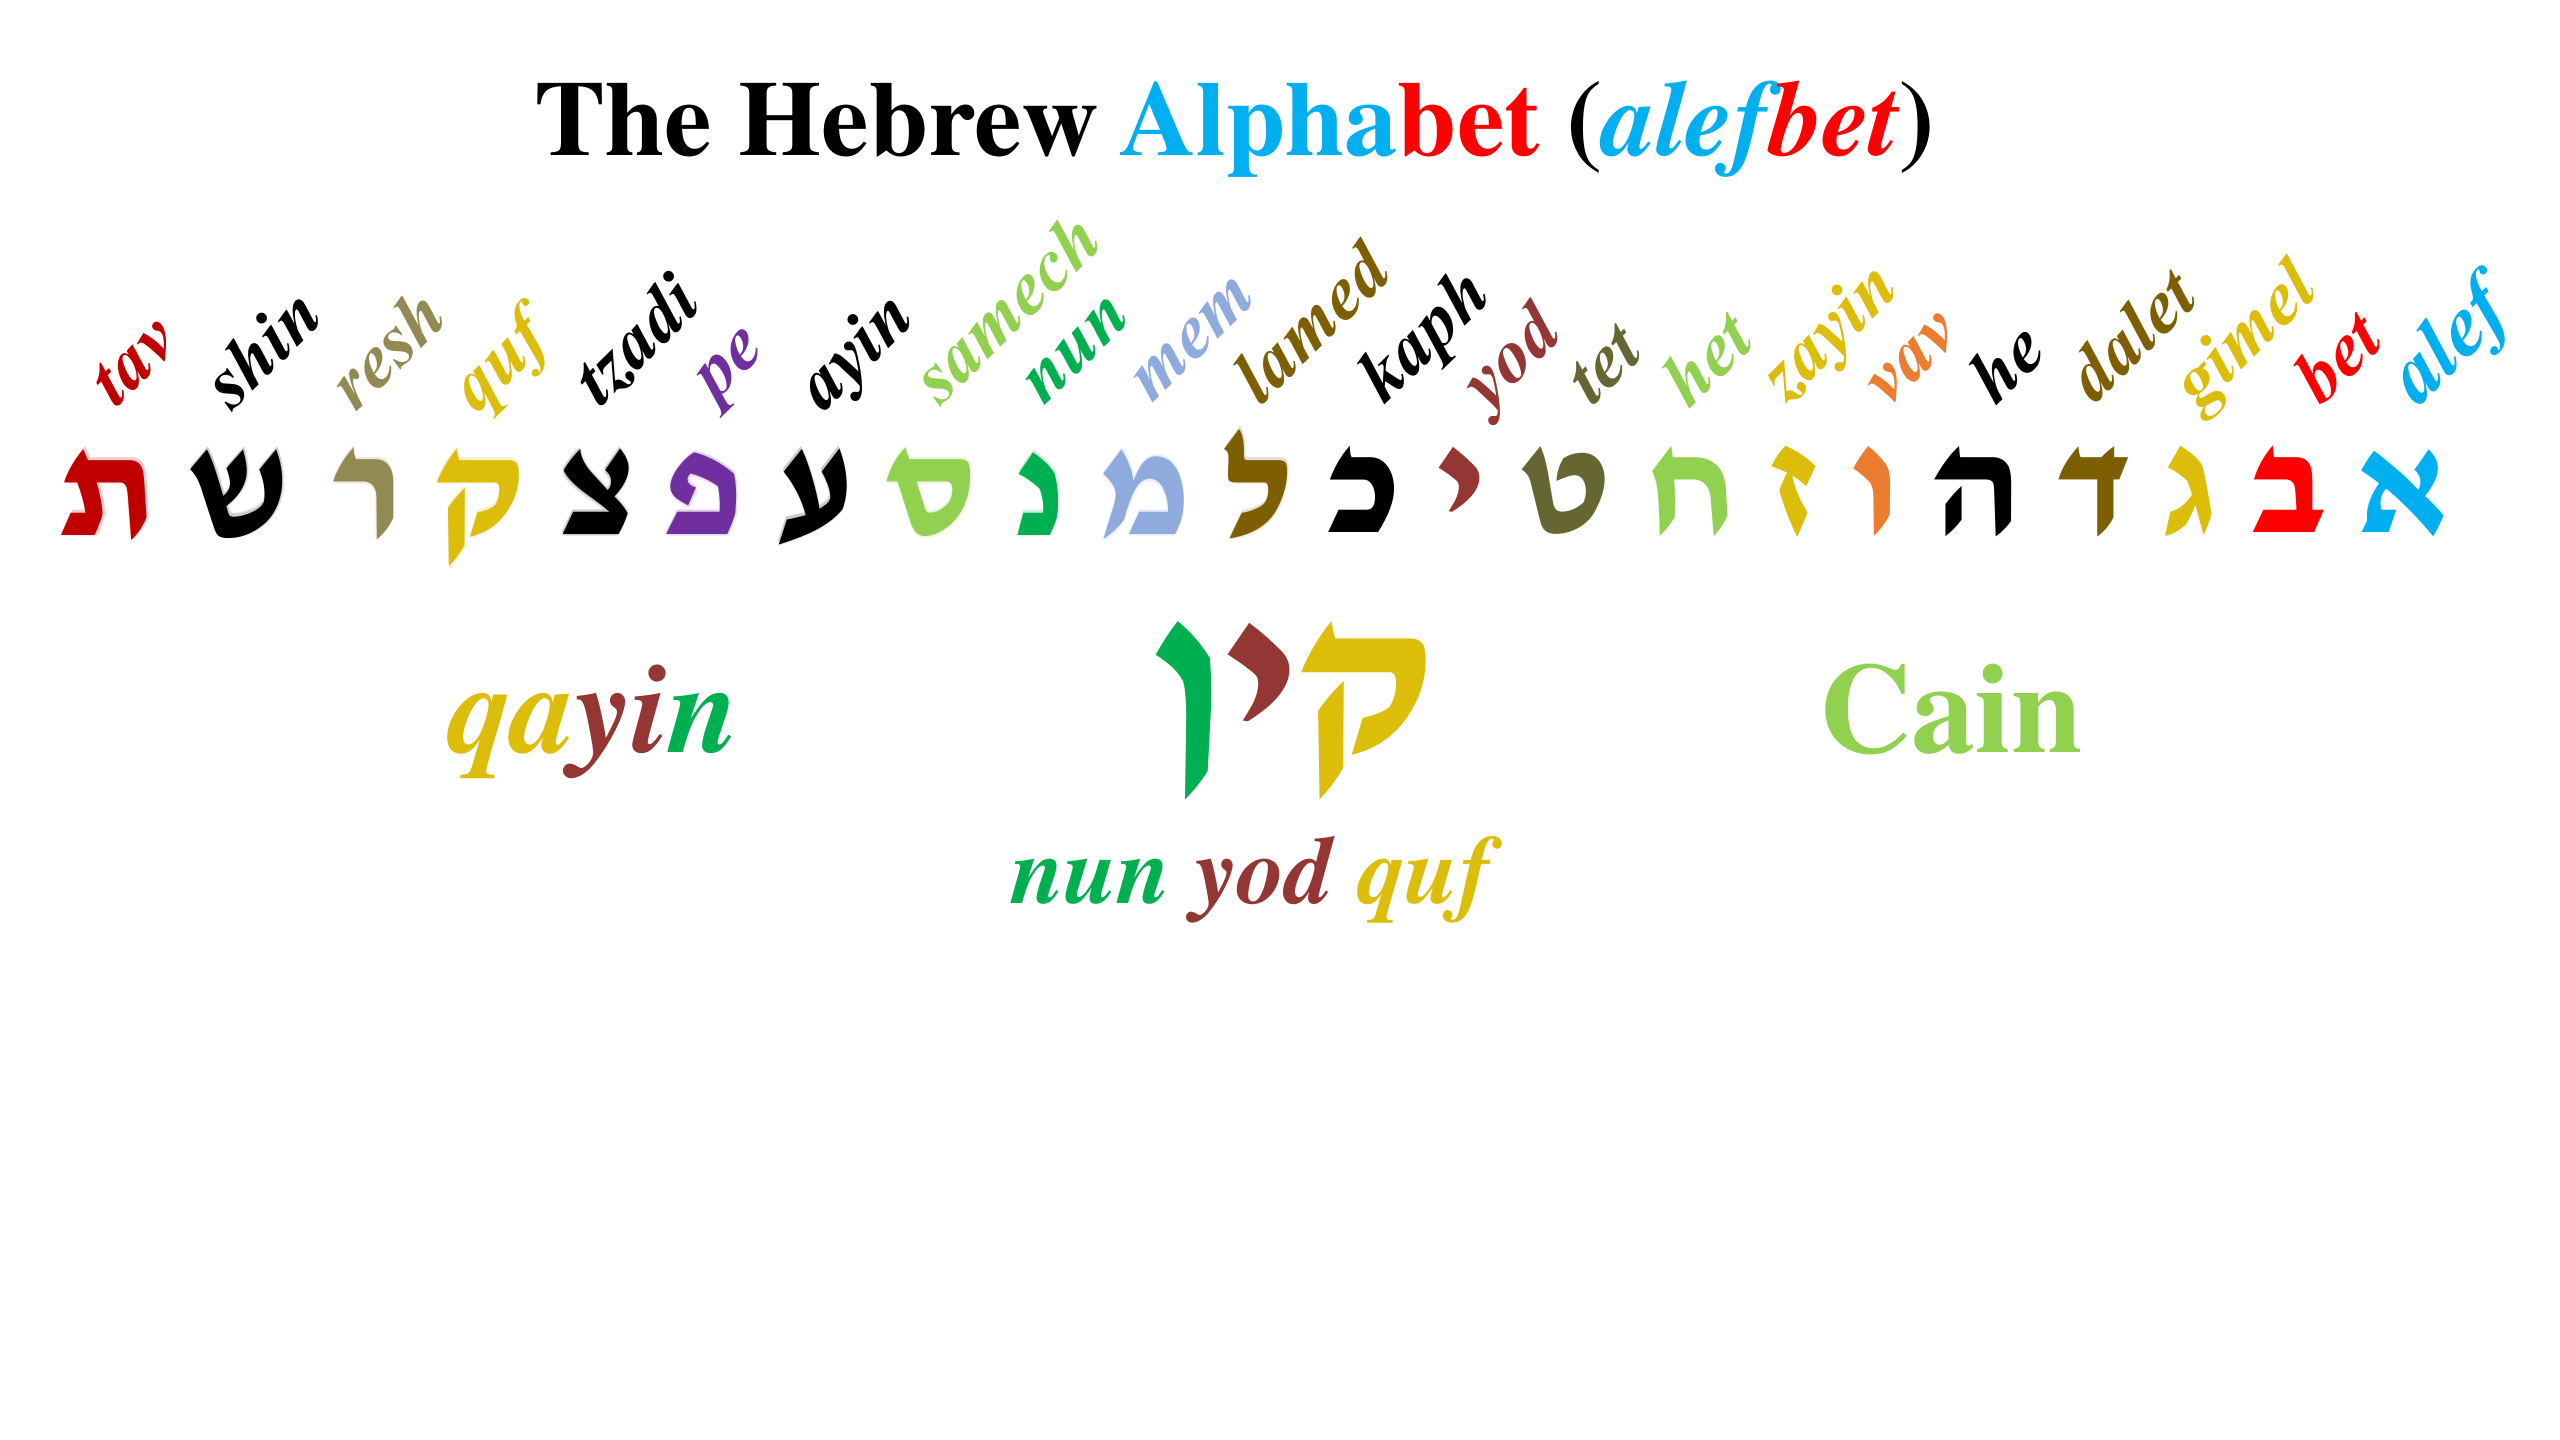 The Hebrew Alphabet (alefbet)
tav shin resh quf tzadi pe ayin samech nun mem lamed kaph yod tet het zayin vav he dalet gimel bet alef
א ב ג ד ה ו ז ח ט י כ ל מ נ ס ע פ צ ק ר ש ת
qayin קין Cain
nun yod quf